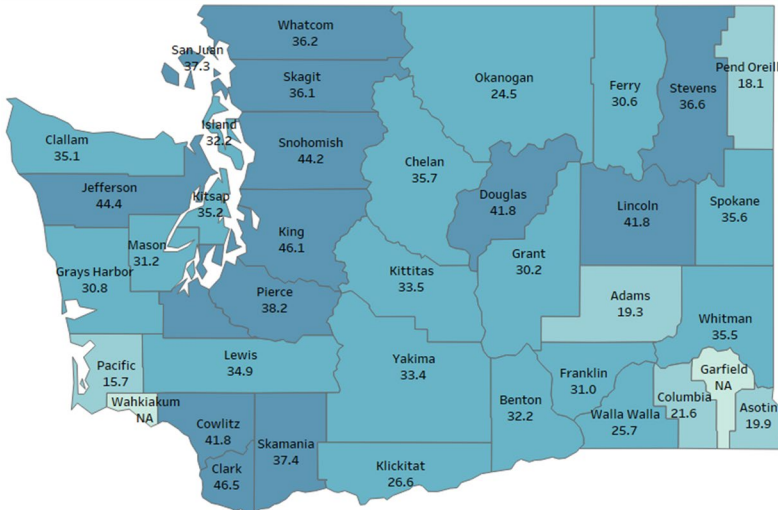 Whatcom
36.2
San Juan
37.3
Skagit
36.1
Okanogan
24.5
Ferry
30.6
Stevens
36.6
Pend Oreill
18.1
Island
32.2
Clallam
35.1
Snohomish
44.2
Chelan
35.7
Jefferson
44.4
Kitsap
35.2
Douglas
41.8
Lincoln
41.8
Spokane
35.6
King
46.1
Mason
31.2
Grays Harbor
30.8
Kittitas
33.5
Grant
30.2
Pierce
38.2
Adams
19.3
Whitman
35.5
Pacific
15.7
Lewis
34.9
Yakima
33.4
Franklin
31.0
Garfield
NA
Wahkiakum
NA
Benton
32.2
Walla Walla
25.7
Columbia
21.6
Asotin
19.9
Cowlitz
41.8
Skamania
37.4
Clark
46.5
Klickitat
26.6